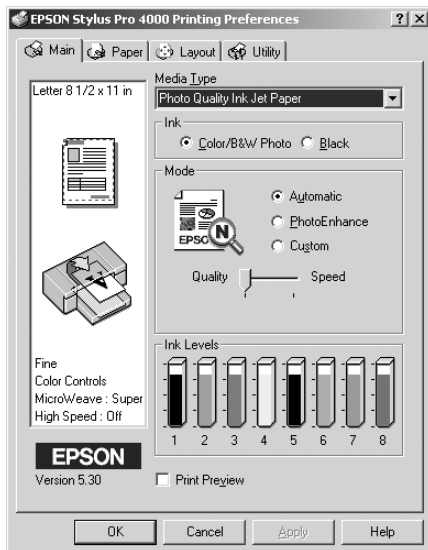 EPSON Stylus Pro 4000 Printing Preferences
Main
Paper
Layout
Utility
Letter 8 1/2 x 11 in
Media Type
Photo Quality Ink Jet Paper
Ink
Color/B&W Photo
Black
Mode
EPSO
N
Automatic
PhotoEnhance
Custom
Quality
Speed
Fine
Color Controls
MicroWeave : Super
High Speed : Off
Ink Levels
1 2 3 4 5 6 7 8
EPSON
Version 5.30
Print Preview
OK
Cancel
Apply
Help